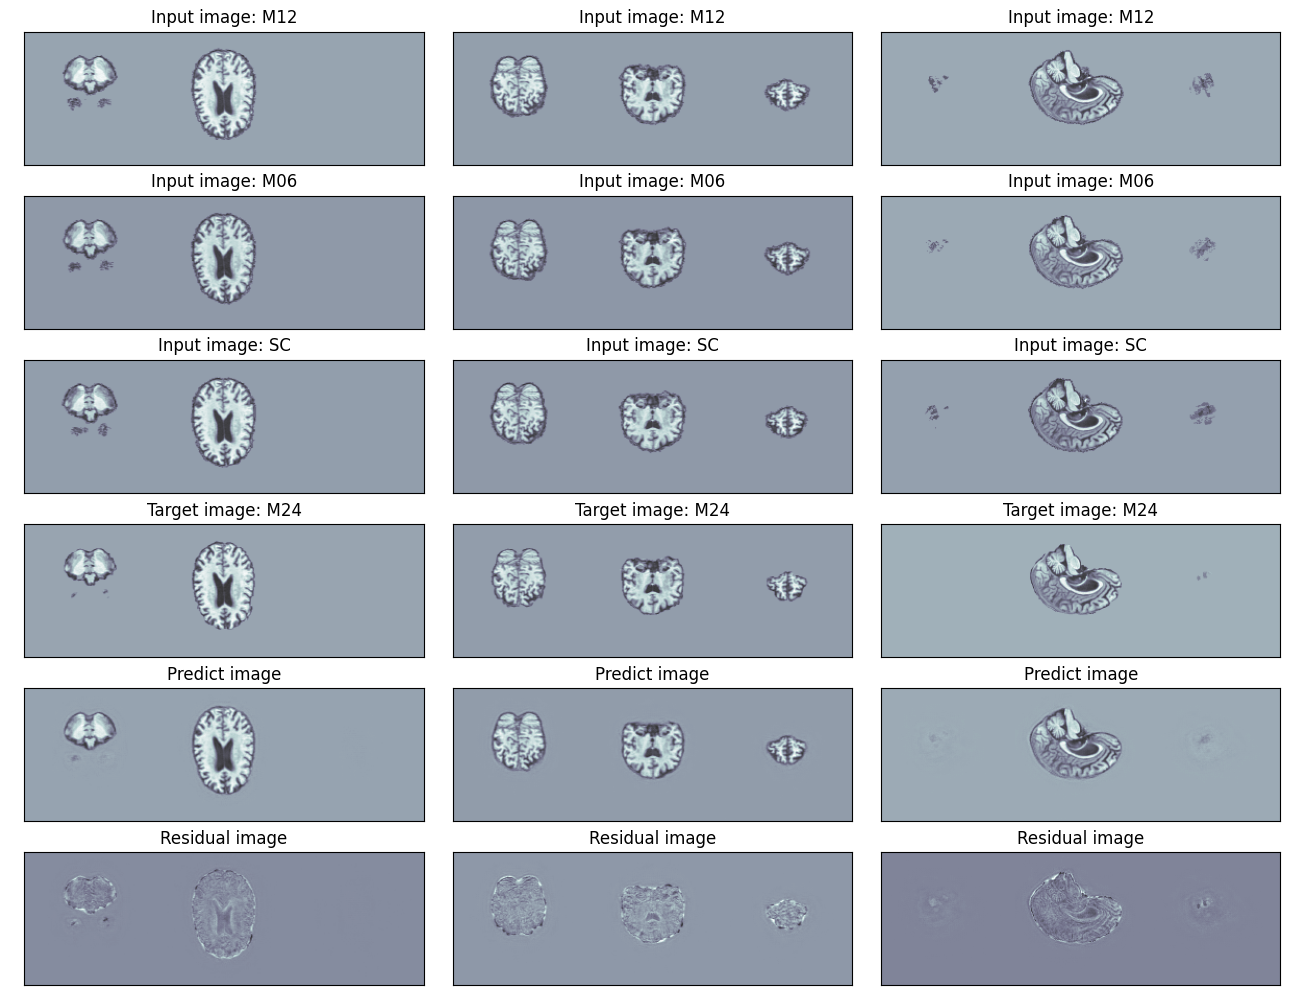 Input image: M12 Input image: M12 Input image: M12
Input image: M06 Input image: M06 Input image: M06
Input image: SC Input image: SC Input image: SC
Target image: M24 Target image: M24 Target image: M24
Predict image Predict image Predict image
Residual image Residual image Residual image